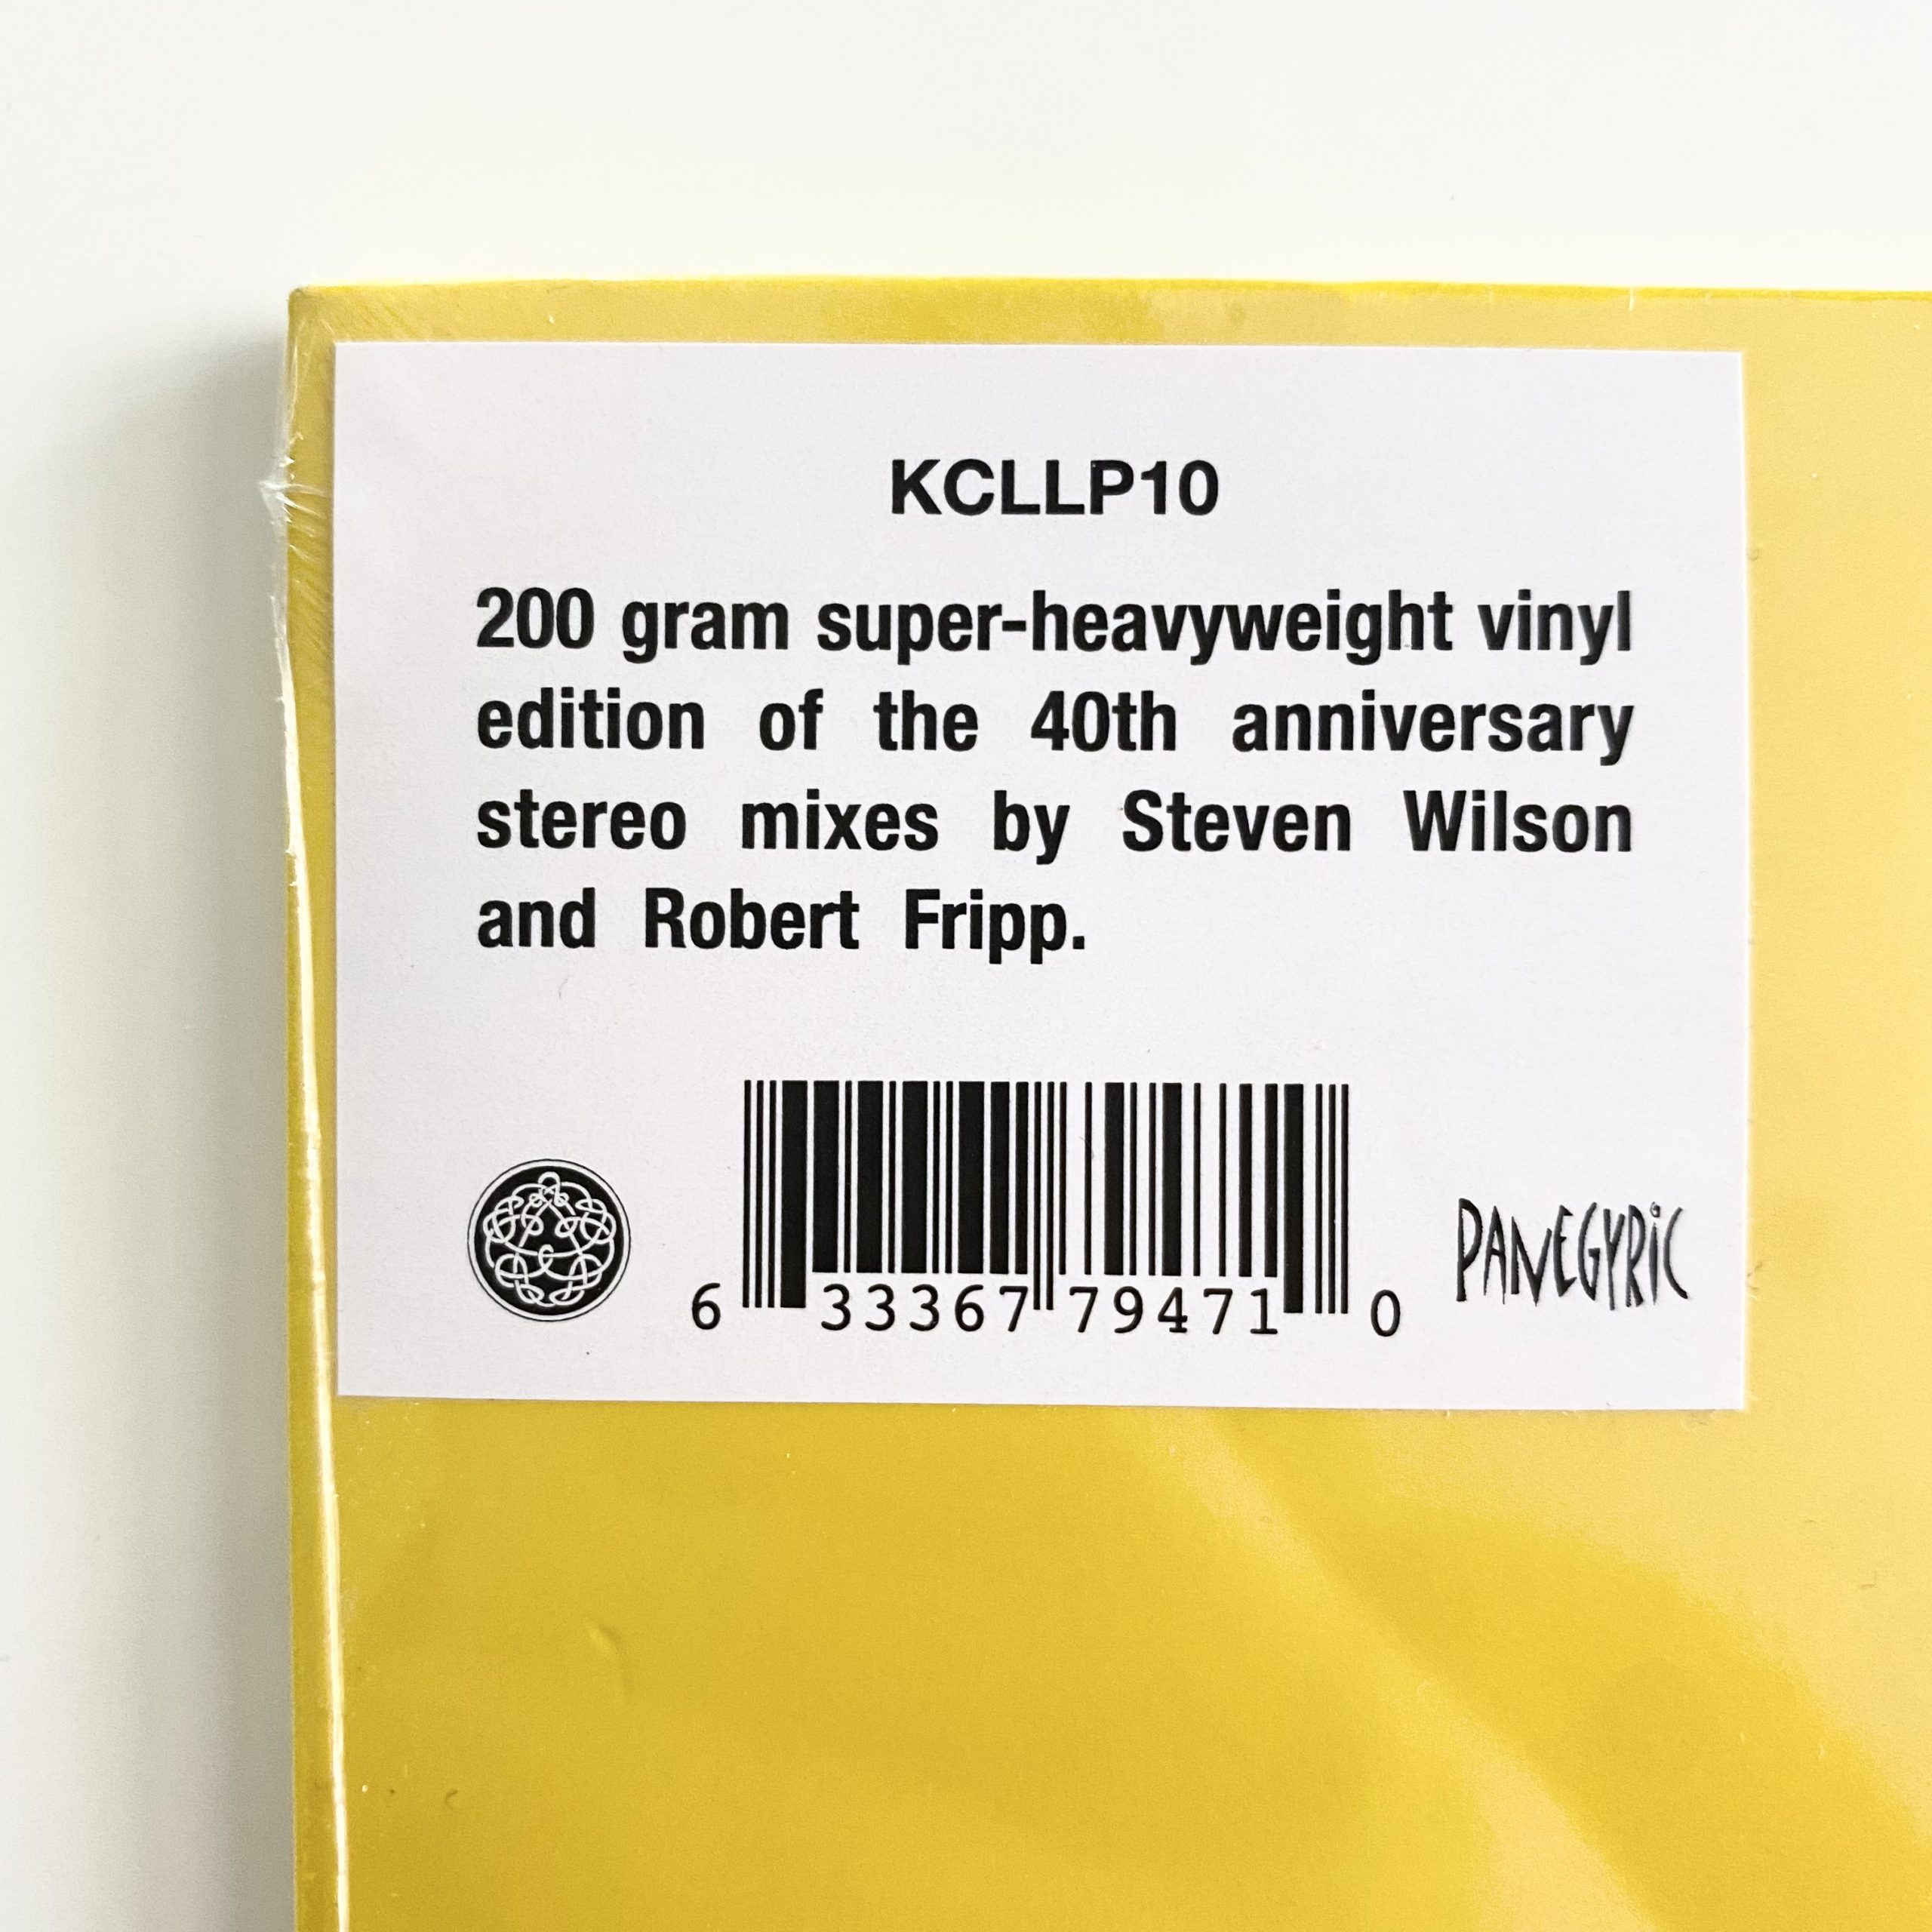 KCLLP10
200 gram super-heavyweight vinyl
edition of the 40th anniversary
stereo mixes by Steven Wilson
and Robert Fripp.
6 33367 79471 0
PANEGYRiC